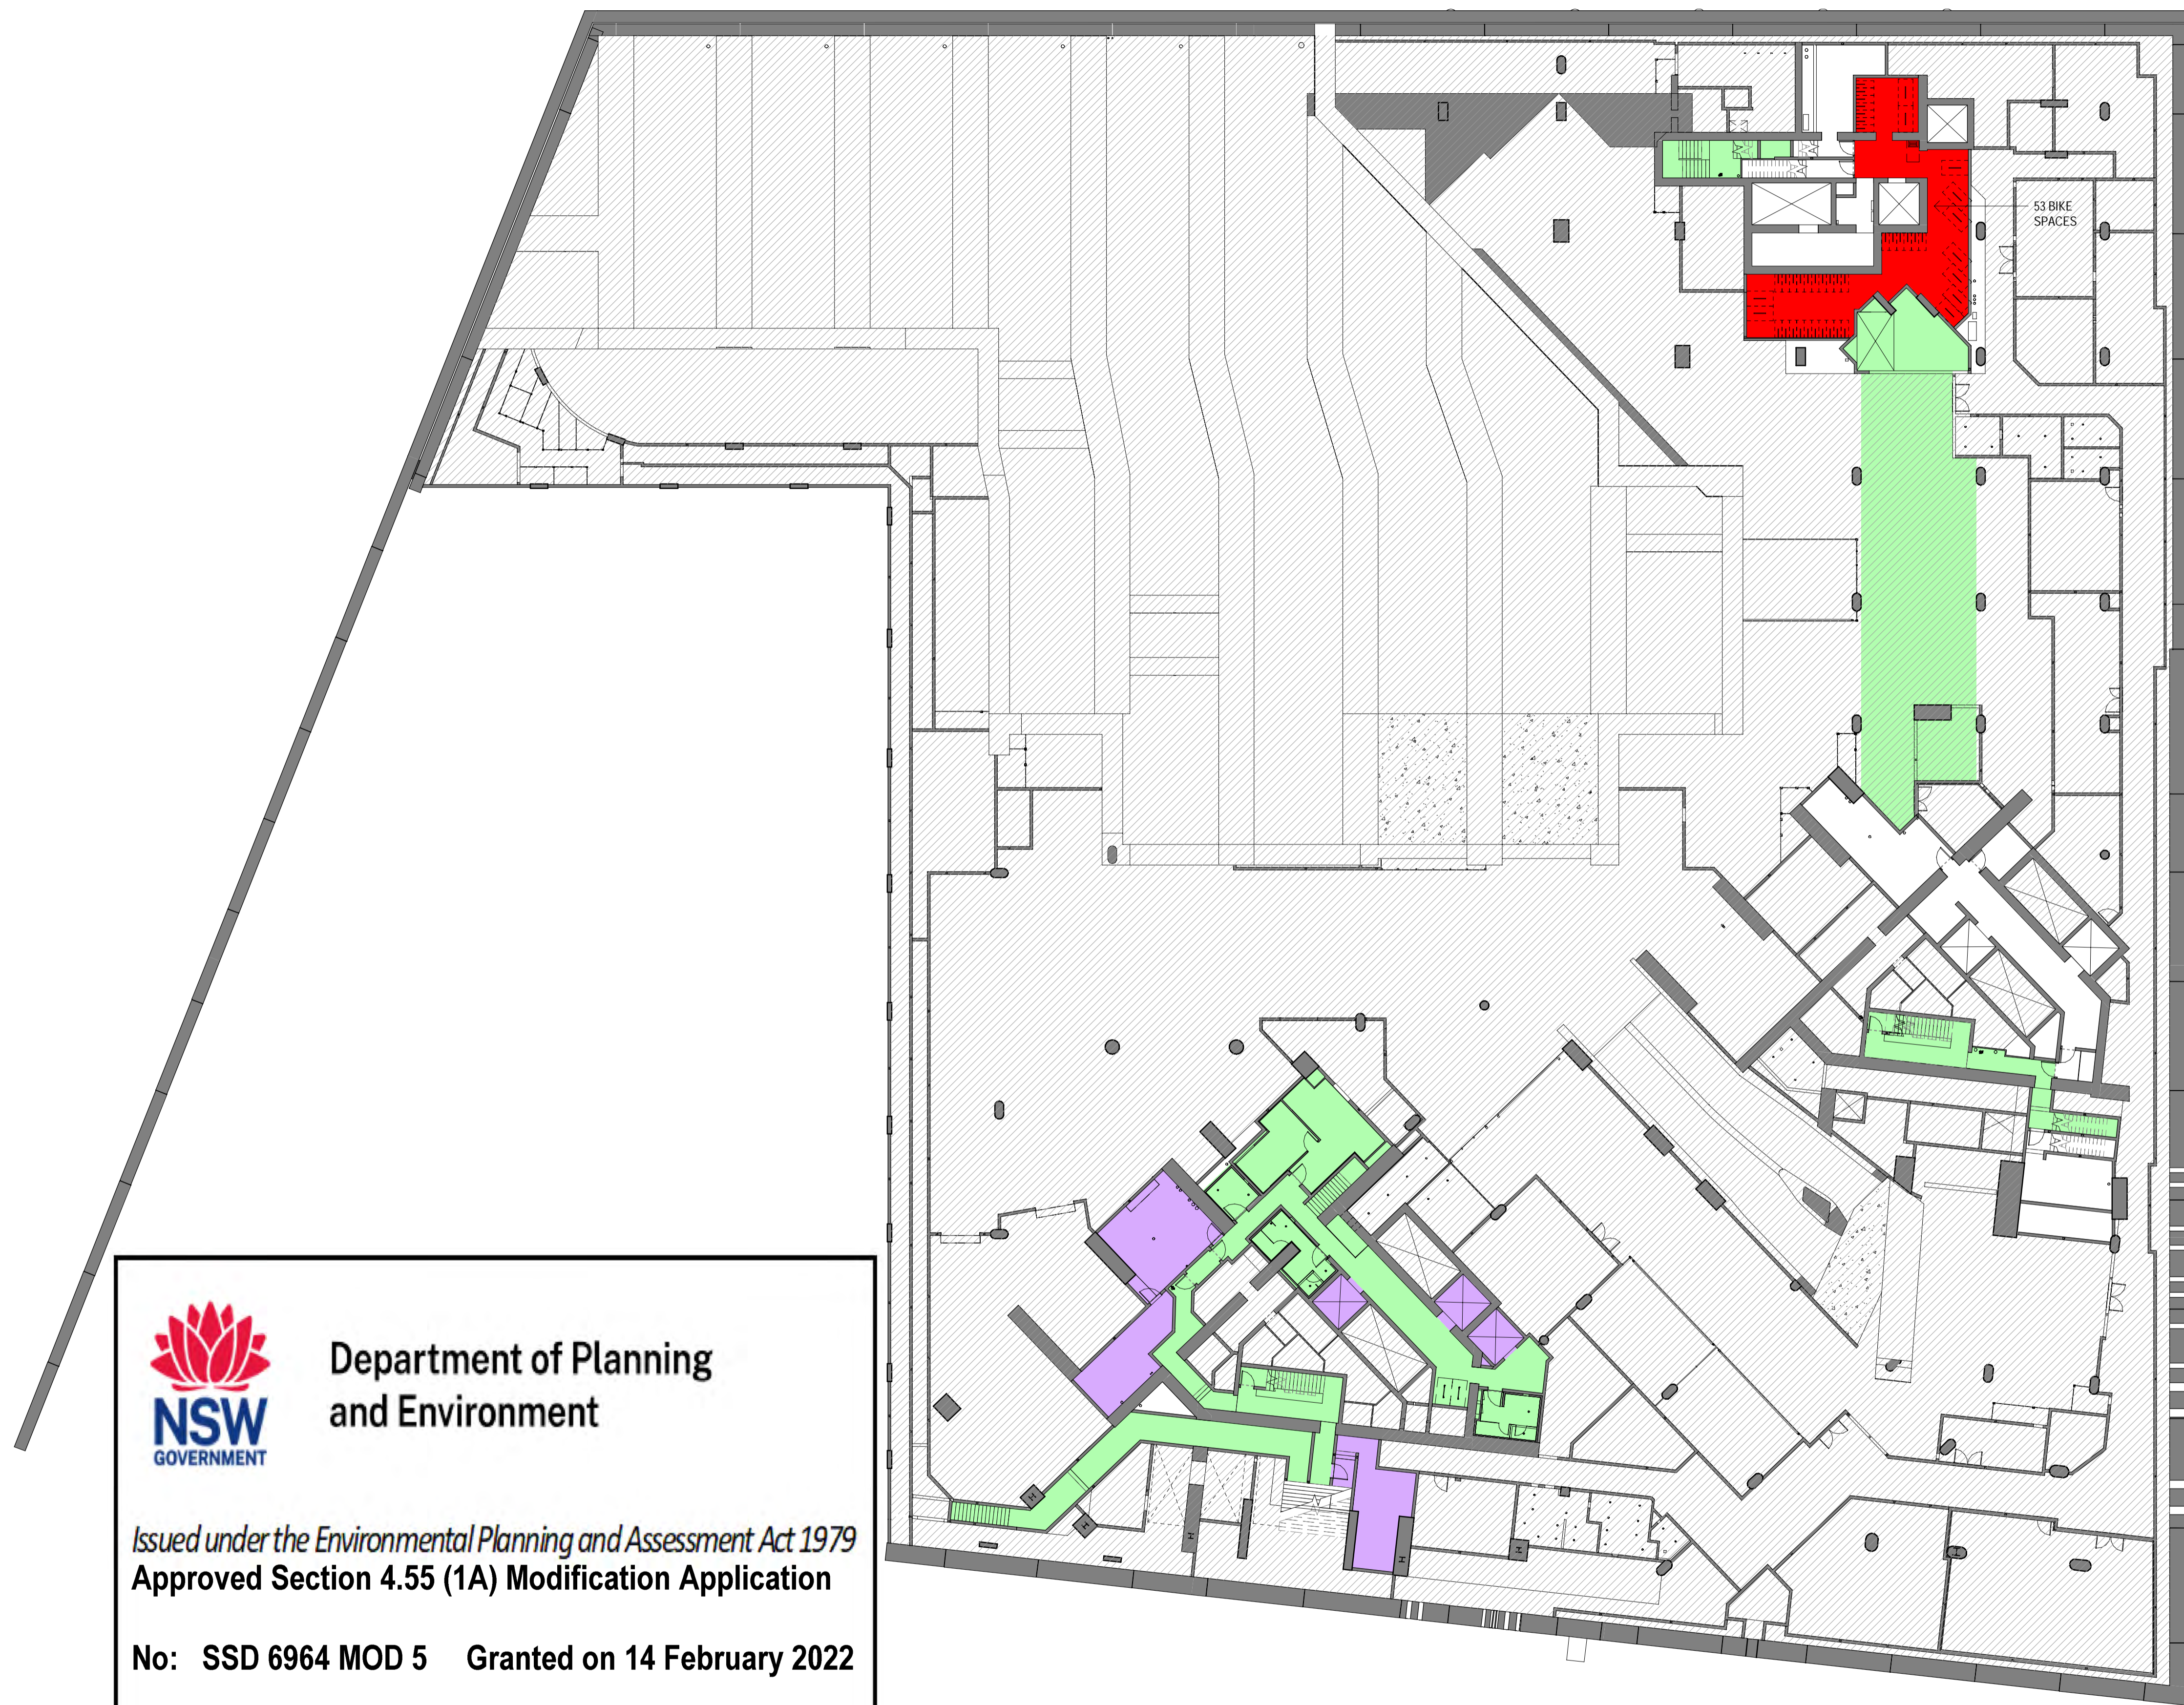 53 BIKE
SPACES
NSW
GOVERNMENT
Department of Planning
and Environment
Issued under the Environmental Planning and Assessment Act 1979
Approved Section 4.55 (1A) Modification Application
No: SSD 6964 MOD 5 Granted on 14 February 2022
H
H
H
H
H
H